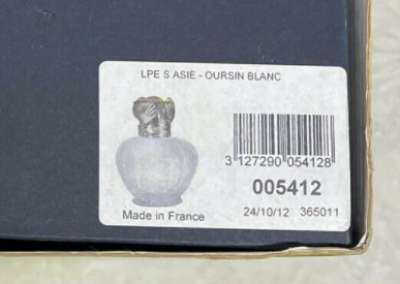 LPE S ASIE - OURSIN BLANC
3 127290 054128
005412
Made in France
24/10/12 365011